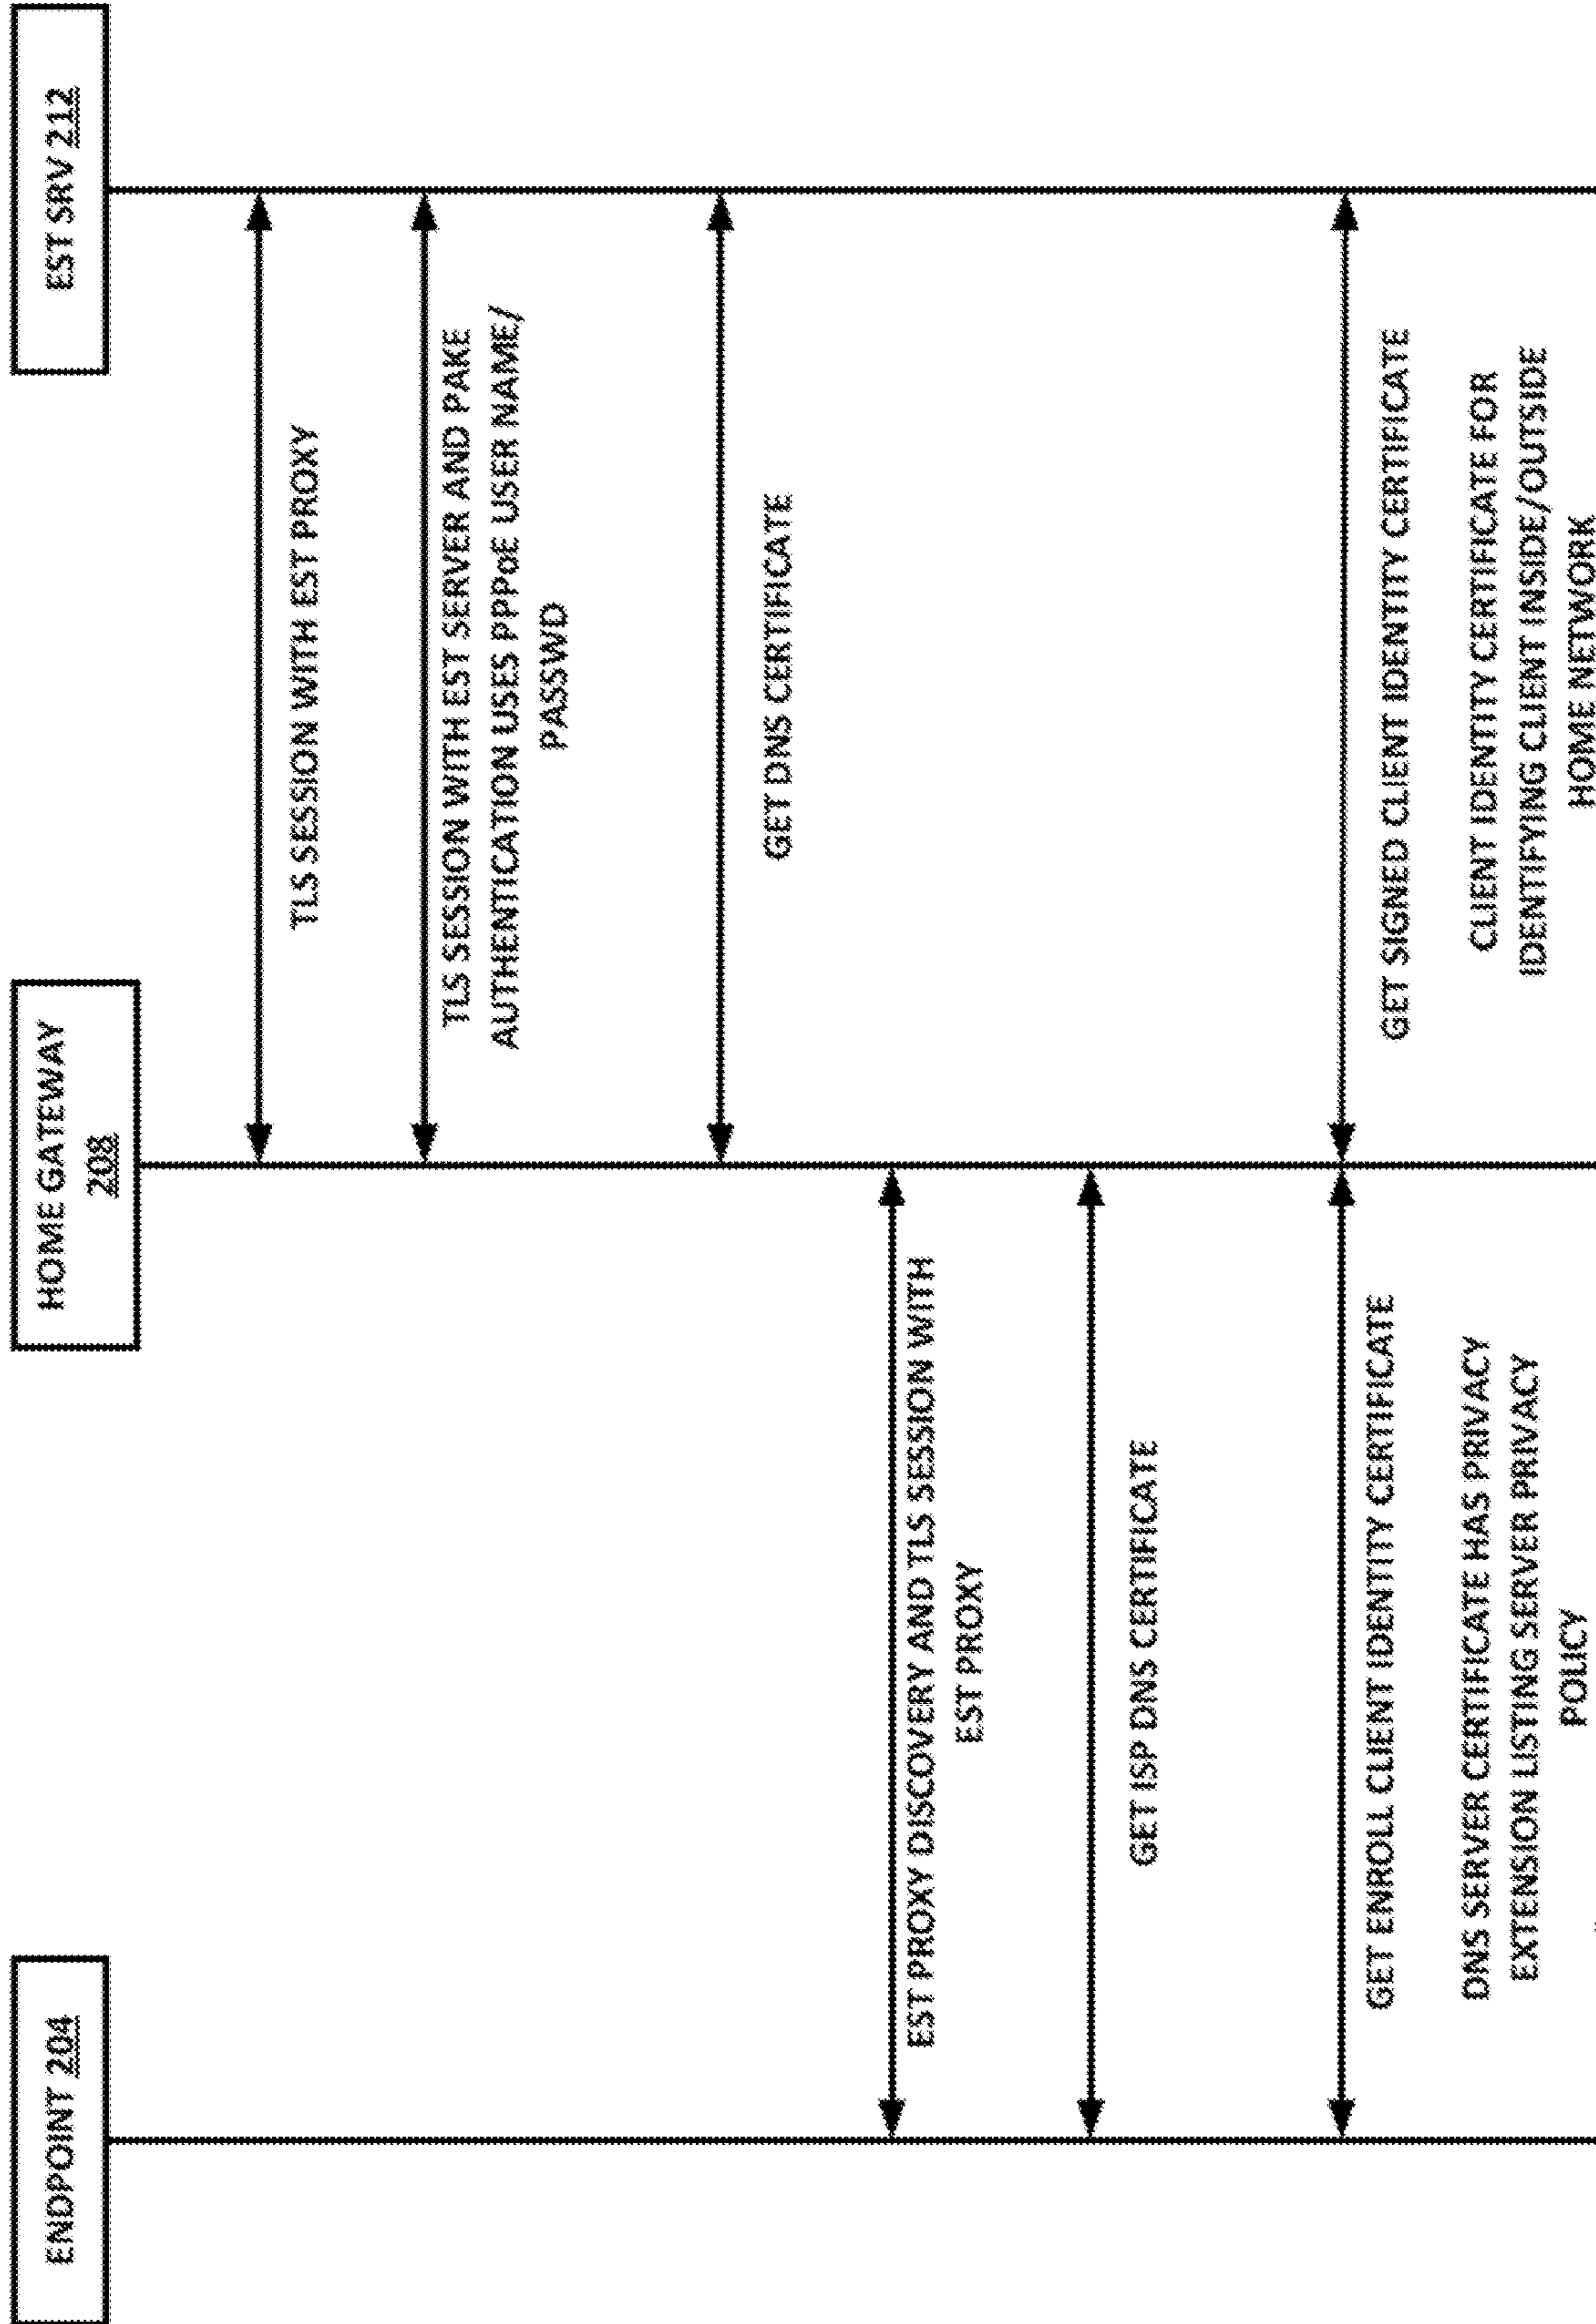 ENDPOINT 204
HOME GATEWAY
208
EST SRV 212
TLS SESSION WITH EST PROXY
TLS SESSION WITH EST SERVER AND PAKE
AUTHENTICATION USES PPPoE USER NAME/
PASSWD
GET DNS CERTIFICATE
EST PROXY DISCOVERY AND TLS SESSION WITH
EST PROXY
GET ISP DNS CERTIFICATE
GET ENROLL CLIENT IDENTITY CERTIFICATE
DNS SERVER CERTIFICATE HAS PRIVACY
EXTENSION LISTING SERVER PRIVACY
POLICY
GET SIGNED CLIENT IDENTITY CERTIFICATE
CLIENT IDENTITY CERTIFICATE FOR
IDENTIFYING CLIENT INSIDE/OUTSIDE
HOME NETWORK